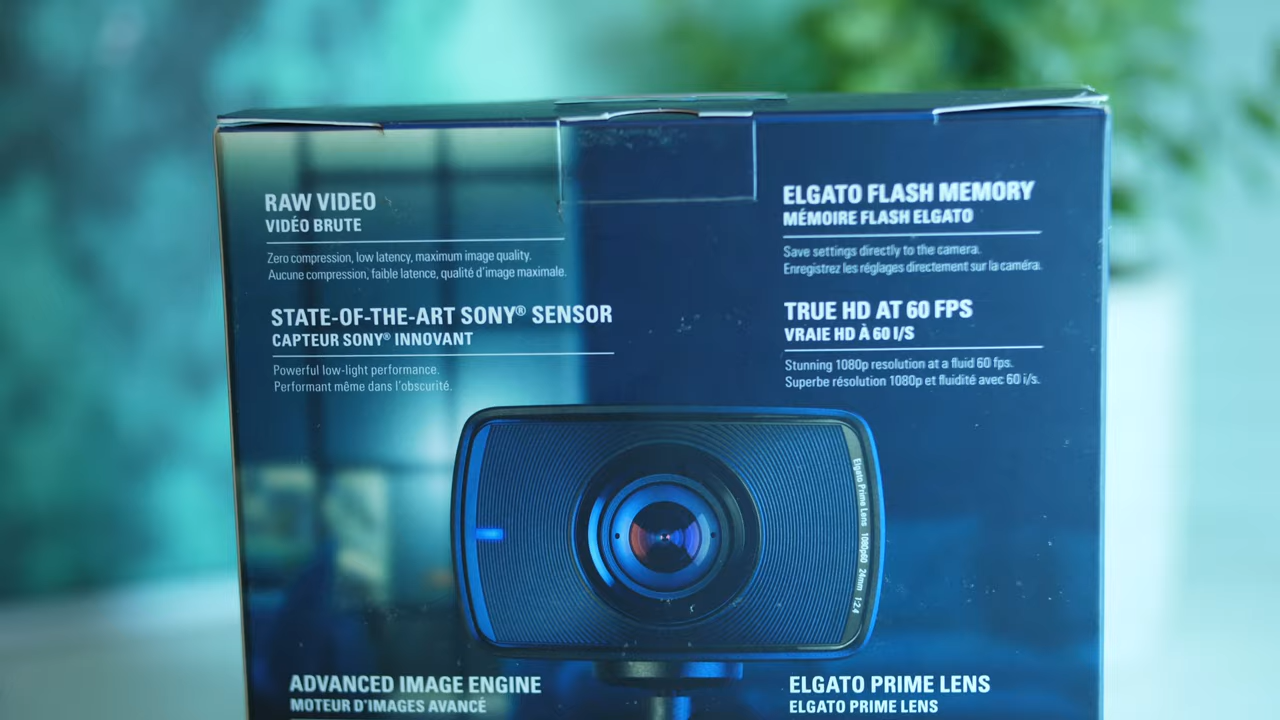 RAW VIDEO
VIDÉO BRUTE
Zero compression, low latency, maximum image quality.
Aucune compression, faible latence, qualité d'image maximale.
STATE-OF-THE-ART SONY® SENSOR
CAPTEUR SONY® INNOVANT
Powerful low-light performance.
Performant même dans l'obscurité.
ELGATO FLASH MEMORY
MÉMOIRE FLASH ELGATO
Save settings directly to the camera.
Enregistrez les réglages directement sur la caméra.
TRUE HD AT 60 FPS
VRAIE HD À 60 I/S
Stunning 1080p resolution at a fluid 60 fps.
Superbe résolution 1080p et fluidité avec 60 i/s.
Elgato Prime Lens 1080p60 24mm f:2.4
ADVANCED IMAGE ENGINE
MOTEUR D'IMAGES AVANCÉ
ELGATO PRIME LENS
ELGATO PRIME LENS